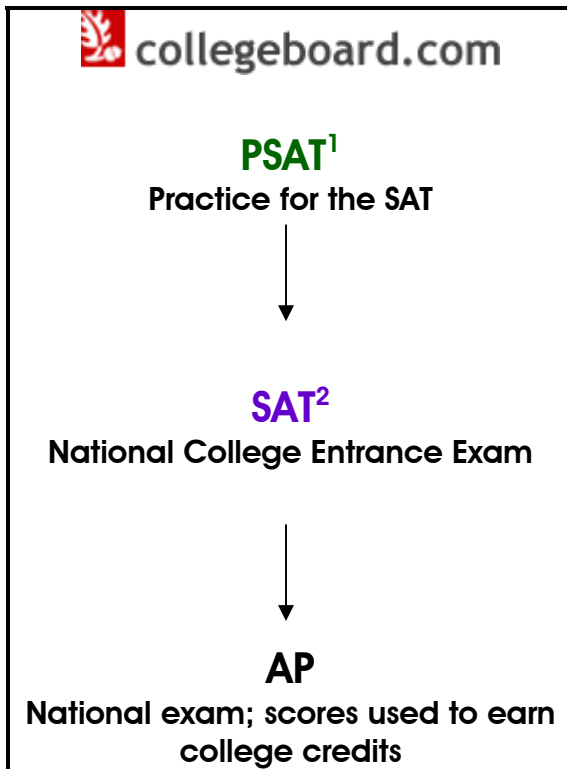 collegeboard.com
PSAT¹
Practice for the SAT
SAT²
National College Entrance Exam
AP
National exam; scores used to earn
college credits